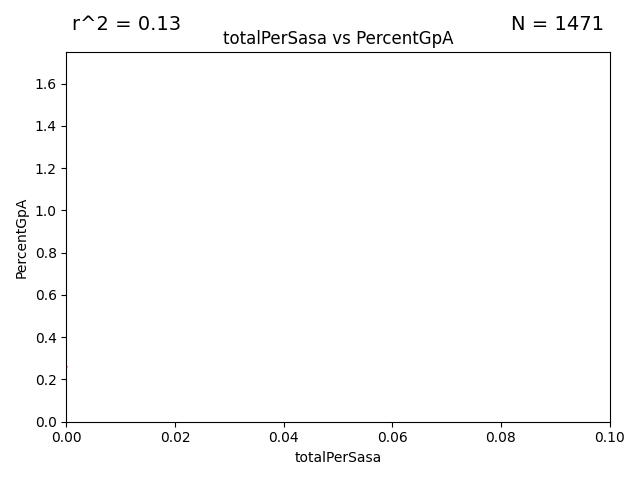 r^2 = 0.13
N = 1471
totalPerSasa vs PercentGpA
PercentGpA
1.6
1.4
1.2
1.0
0.8
0.6
0.4
0.2
0.0
0.00 0.02 0.04 0.06 0.08 0.10
totalPerSasa